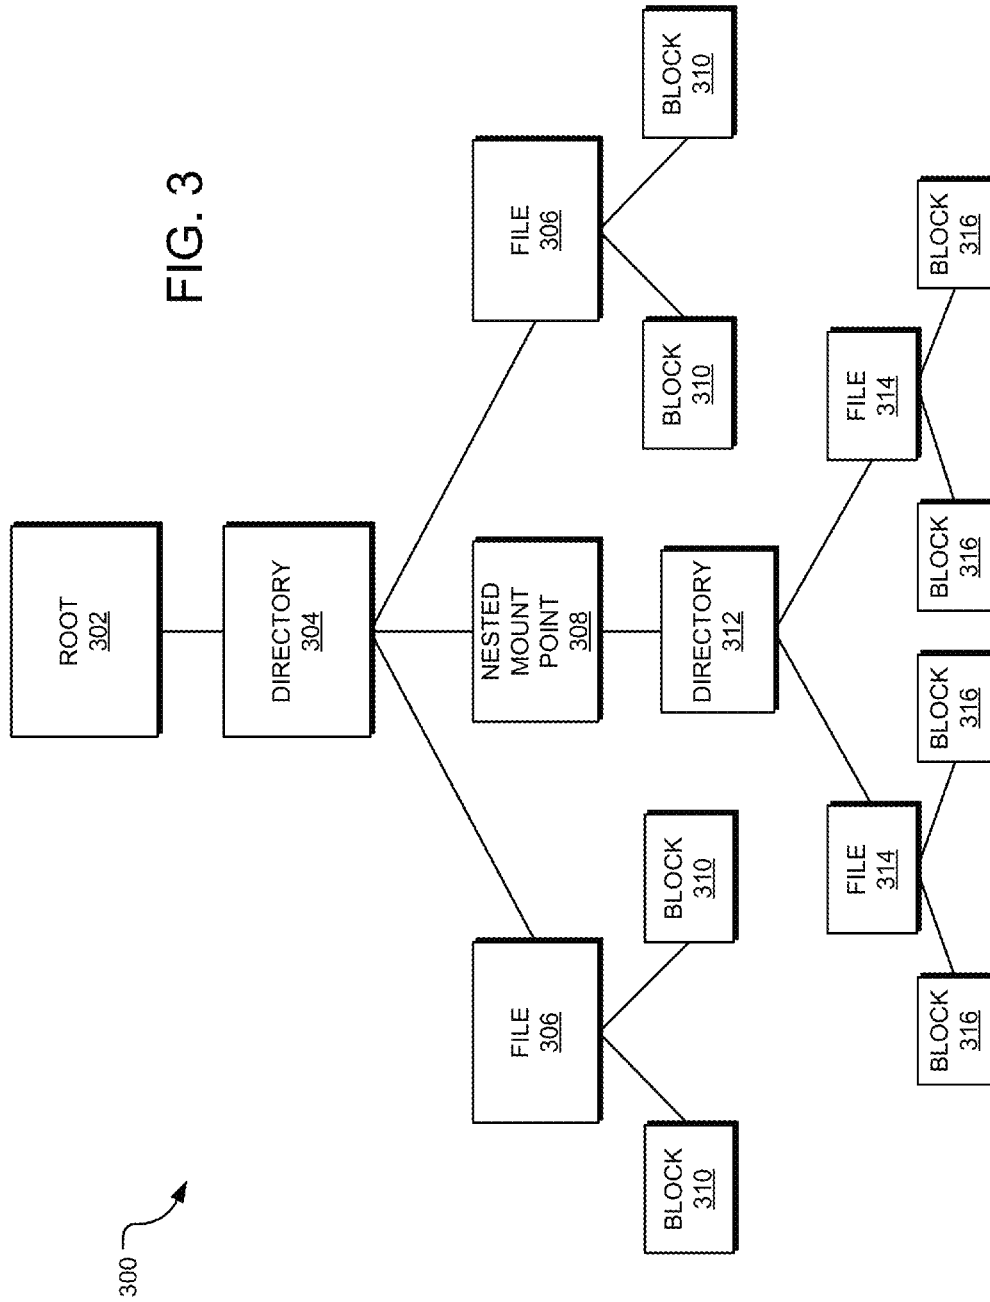 ROOT
302
300
FIG. 3
DIRECTORY
304
FILE
306
NESTED
MOUNT
POINT
308
FILE
306
BLOCK
310
BLOCK
310
BLOCK
310
BLOCK
310
DIRECTORY
312
FILE
314
FILE
314
BLOCK
316
BLOCK
316
BLOCK
316
BLOCK
316